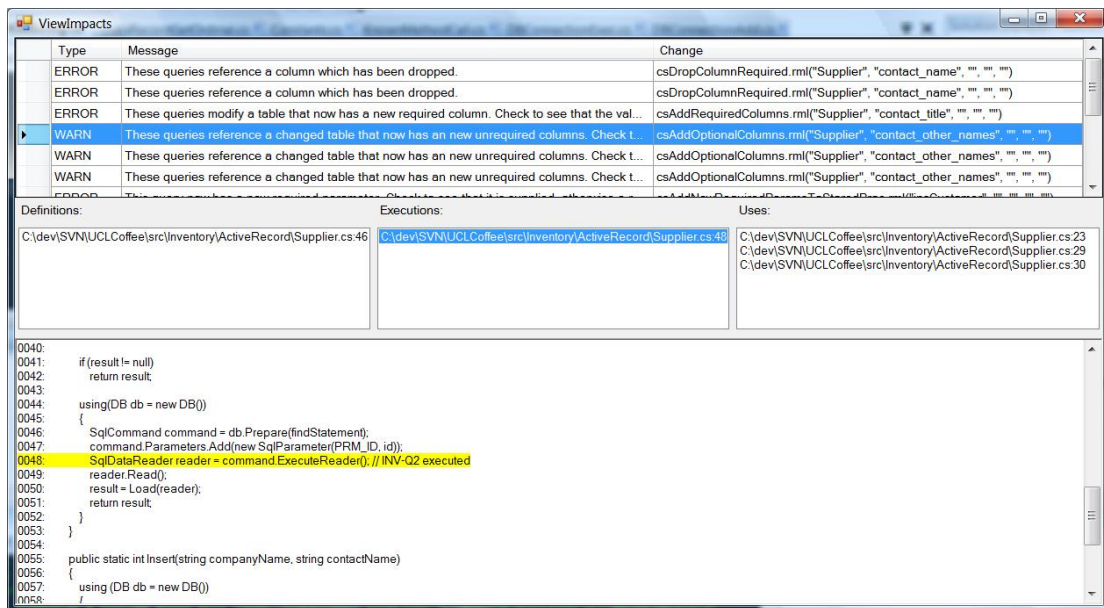 ViewImpacts
Type Message Change
ERROR These queries reference a column which has been dropped. csDropColumnRequired.rml("Supplier", "contact_name", "", "", "")
ERROR These queries reference a column which has been dropped. csDropColumnRequired.rml("Supplier", "contact_name", "", "", "")
ERROR These queries modify a table that now has a new required column. Check to see that the val... csAddRequiredColumns.rml("Supplier", "contact_title", "", "", "")
WARN These queries reference a changed table that now has an new unrequired columns. Check t... csAddOptionalColumns.rml("Supplier", "contact_other_names", "", "", "")
WARN These queries reference a changed table that now has an new unrequired columns. Check t... csAddOptionalColumns.rml("Supplier", "contact_other_names", "", "", "")
WARN These queries reference a changed table that now has an new unrequired columns. Check t... csAddOptionalColumns.rml("Supplier", "contact_other_names", "", "", "")
Definitions: Executions: Uses:
C:\dev\SVN\UCLCoffee\src\Inventory\ActiveRecord\Supplier.cs:46 C:\dev\SVN\UCLCoffee\src\Inventory\ActiveRecord\Supplier.cs:48 C:\dev\SVN\UCLCoffee\src\Inventory\ActiveRecord\Supplier.cs:23
C:\dev\SVN\UCLCoffee\src\Inventory\ActiveRecord\Supplier.cs:29
C:\dev\SVN\UCLCoffee\src\Inventory\ActiveRecord\Supplier.cs:30
0040:
0041: if (result != null)
0042: return result;
0043:
0044: using(DB db = new DB())
0045: {
0046: SqlCommand command = db.Prepare(findStatement);
0047: command.Parameters.Add(new SqlParameter(PRM_ID, id));
0048: SqlDataReader reader = command.ExecuteReader(); // INV-Q2 executed
0049: reader.Read();
0050: result = Load(reader);
0051: return result;
0052: }
0053: }
0054:
0055: public static int Insert(string companyName, string contactName)
0056: {
0057: using (DB db = new DB())
0058: {